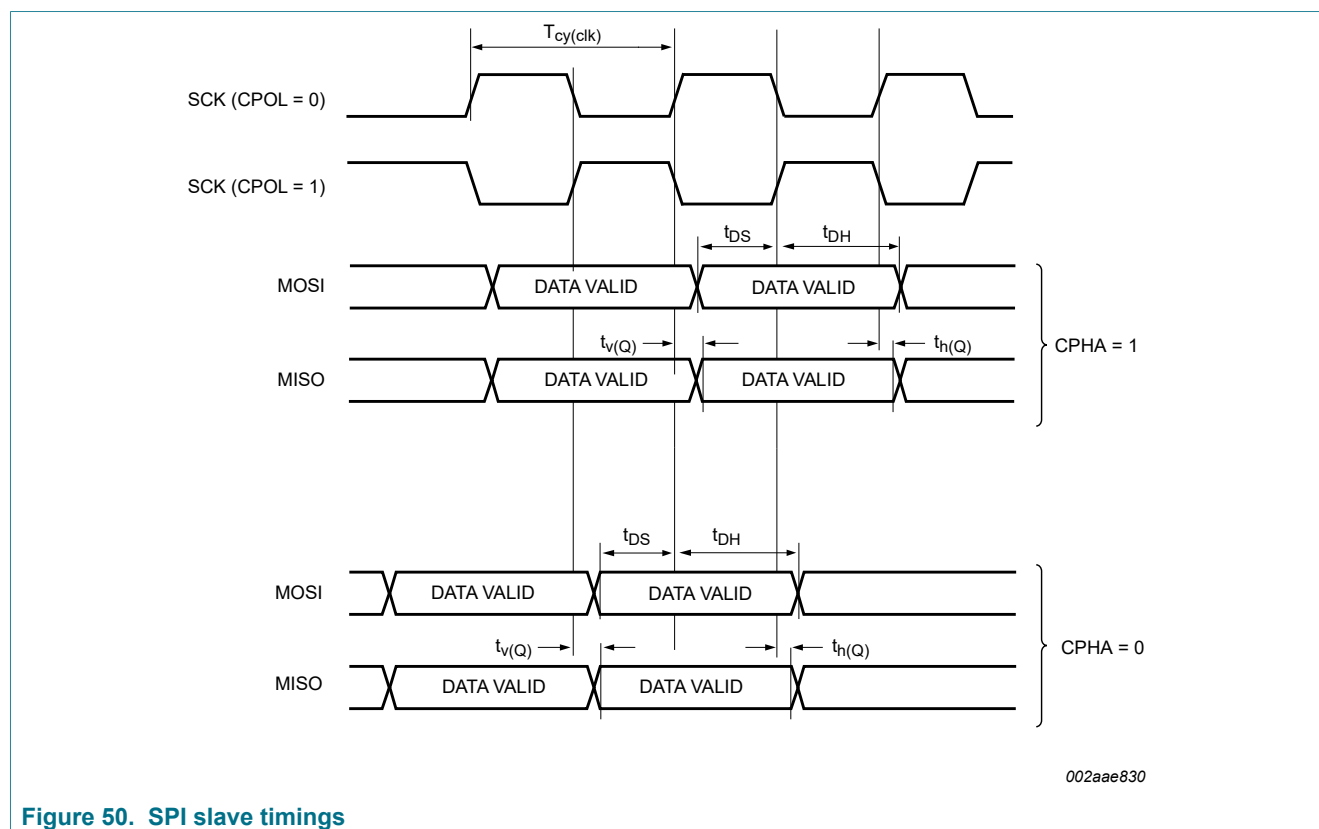 Tcy(clk)
SCK (CPOL = 0)
SCK (CPOL = 1)
tDS tDH
MOSI DATA VALID DATA VALID
tv(Q) th(Q)
CPHA = 1
MISO DATA VALID DATA VALID
tDS tDH
MOSI DATA VALID DATA VALID
tv(Q) th(Q)
CPHA = 0
MISO DATA VALID DATA VALID
002aae830
Figure 50. SPI slave timings